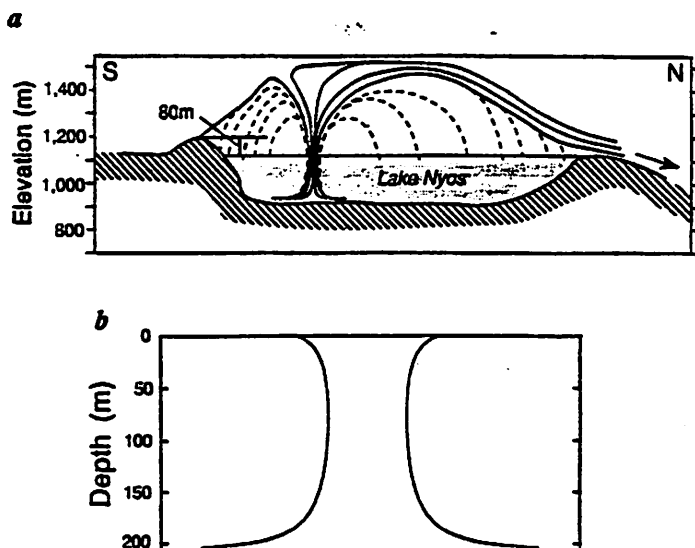 a
S
N
Elevation (m)
1,400
1,200
1,000
800
80m
Lake Nyos
b
Depth (m)
0
50
100
150
200